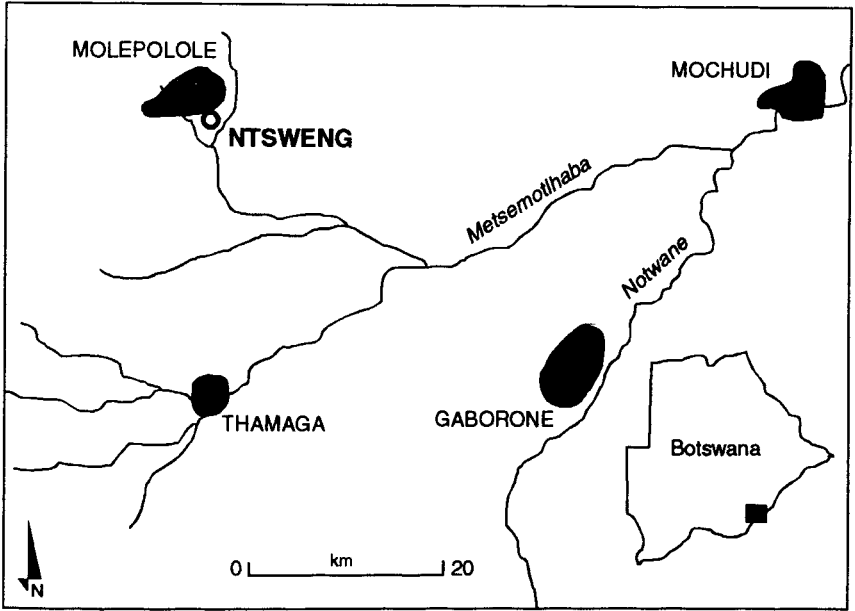 MOLEPOLOLE
MOCHUDI
NTSWENG
Metsemotlhaba
Notwane
THAMAGA
GABORONE
Botswana
N
0 km 20